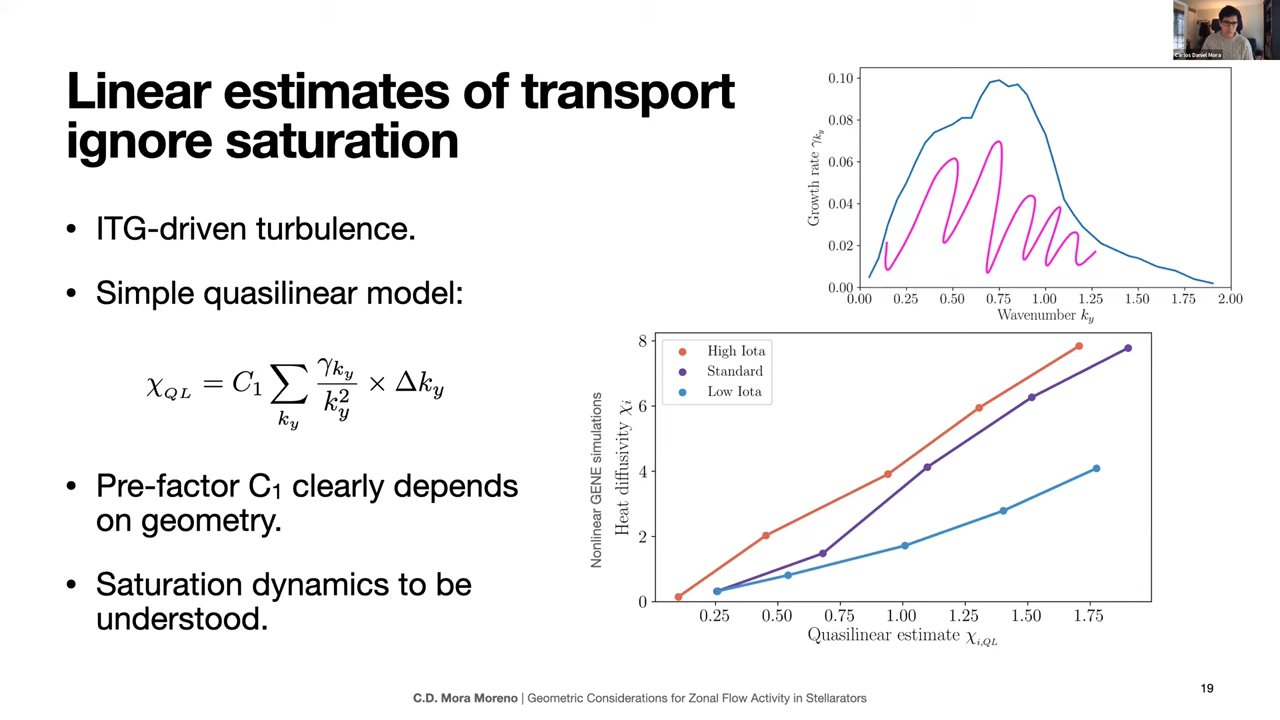 Carlos Daniel Mora
Linear estimates of transport
ignore saturation
• ITG-driven turbulence.
• Simple quasilinear model:
χ_QL = C₁ ∑_{k_y} γ_{k_y} / k_y² × Δk_y
• Pre-factor C₁ clearly depends
on geometry.
• Saturation dynamics to be
understood.
Growth rate γ_{k_y}
0.10
0.08
0.06
0.04
0.02
0.00
0.00 0.25 0.50 0.75 1.00 1.25 1.50 1.75 2.00
Wavenumber k_y
Nonlinear GENE simulations
Heat diffusivity χ_i
8
6
4
2
0
High Iota
Standard
Low Iota
0.25 0.50 0.75 1.00 1.25 1.50 1.75
Quasilinear estimate χ_{i,QL}
C.D. Mora Moreno | Geometric Considerations for Zonal Flow Activity in Stellarators
19